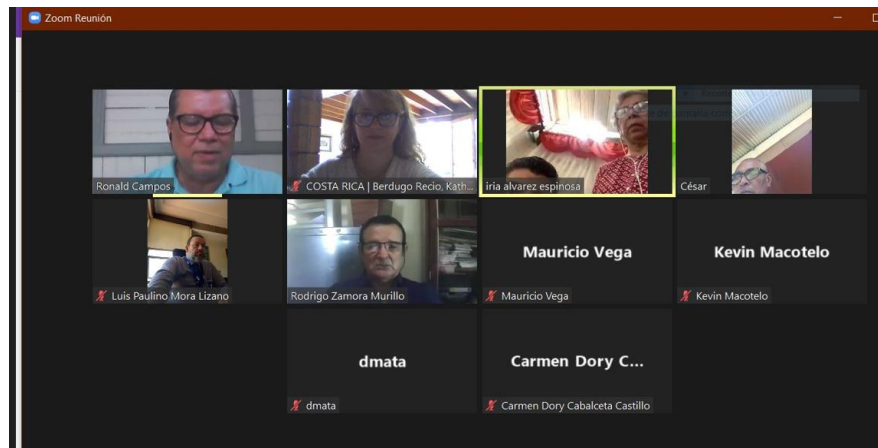 Zoom Reunión
Ronald Campos
COSTA RICA | Berdugo Recio, Kath...
iria alvarez espinosa
César
Luis Paulino Mora Lizano
Rodrigo Zamora Murillo
Mauricio Vega
Mauricio Vega
Kevin Macotelo
Kevin Macotelo
dmata
dmata
Carmen Dory C...
Carmen Dory Cabalceta Castillo